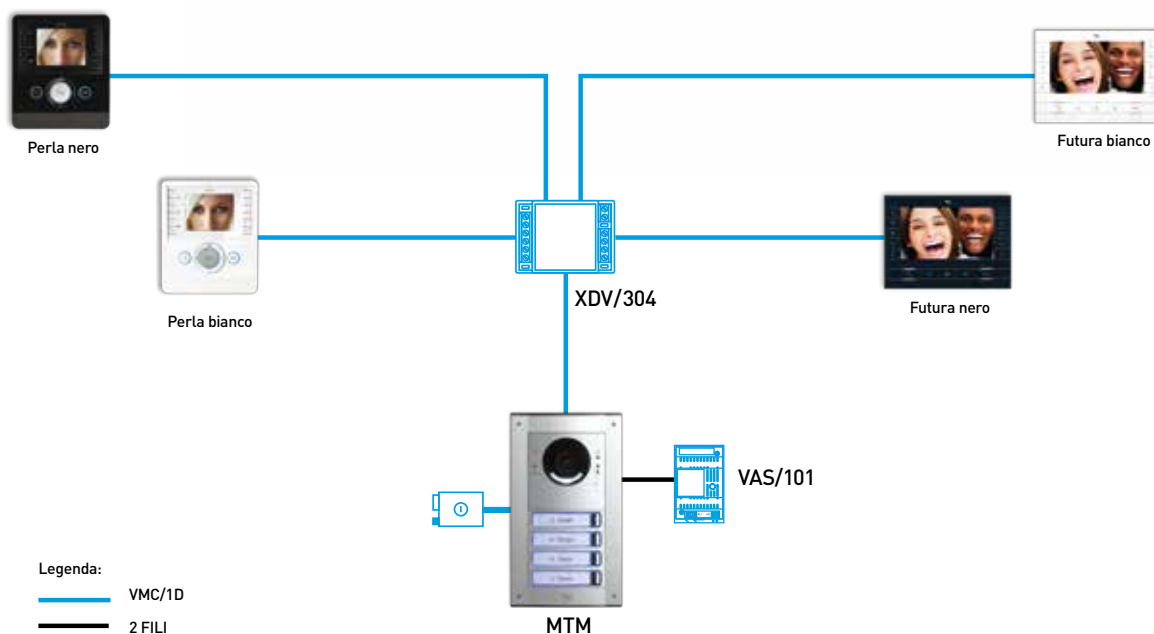 Perla nero
Futura bianco
Perla bianco
XDV/304
Futura nero
VAS/101
Legenda:
VMC/1D
2 FILI
MTM